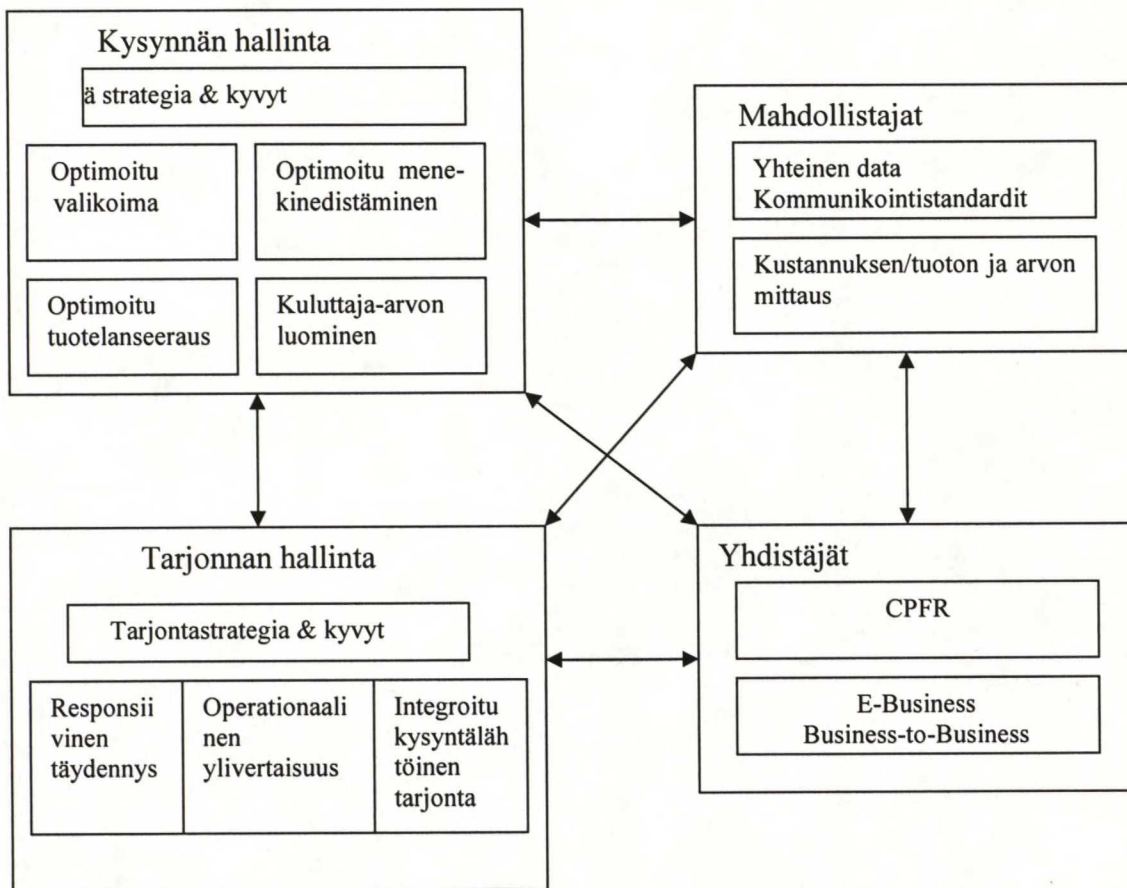 Kysynnän hallinta
ä strategia & kyvyt
Optimoitu
valikoima
Optimoitu mene-
kinedistäminen
Optimoitu
tuotelanseeraus
Kuluttaja-arvon
luominen
Mahdollistajat
Yhteinen data
Kommunikointistandardit
Kustannuksen/tuoton ja arvon
mittaus
Tarjonnan hallinta
Tarjontastrategia & kyvyt
Responsii
vinen
täydennys
Operationaali
nen
ylivertaisuus
Integroitu
kysyntäläh
töinen
tarjonta
Yhdistäjät
CPFR
E-Business
Business-to-Business